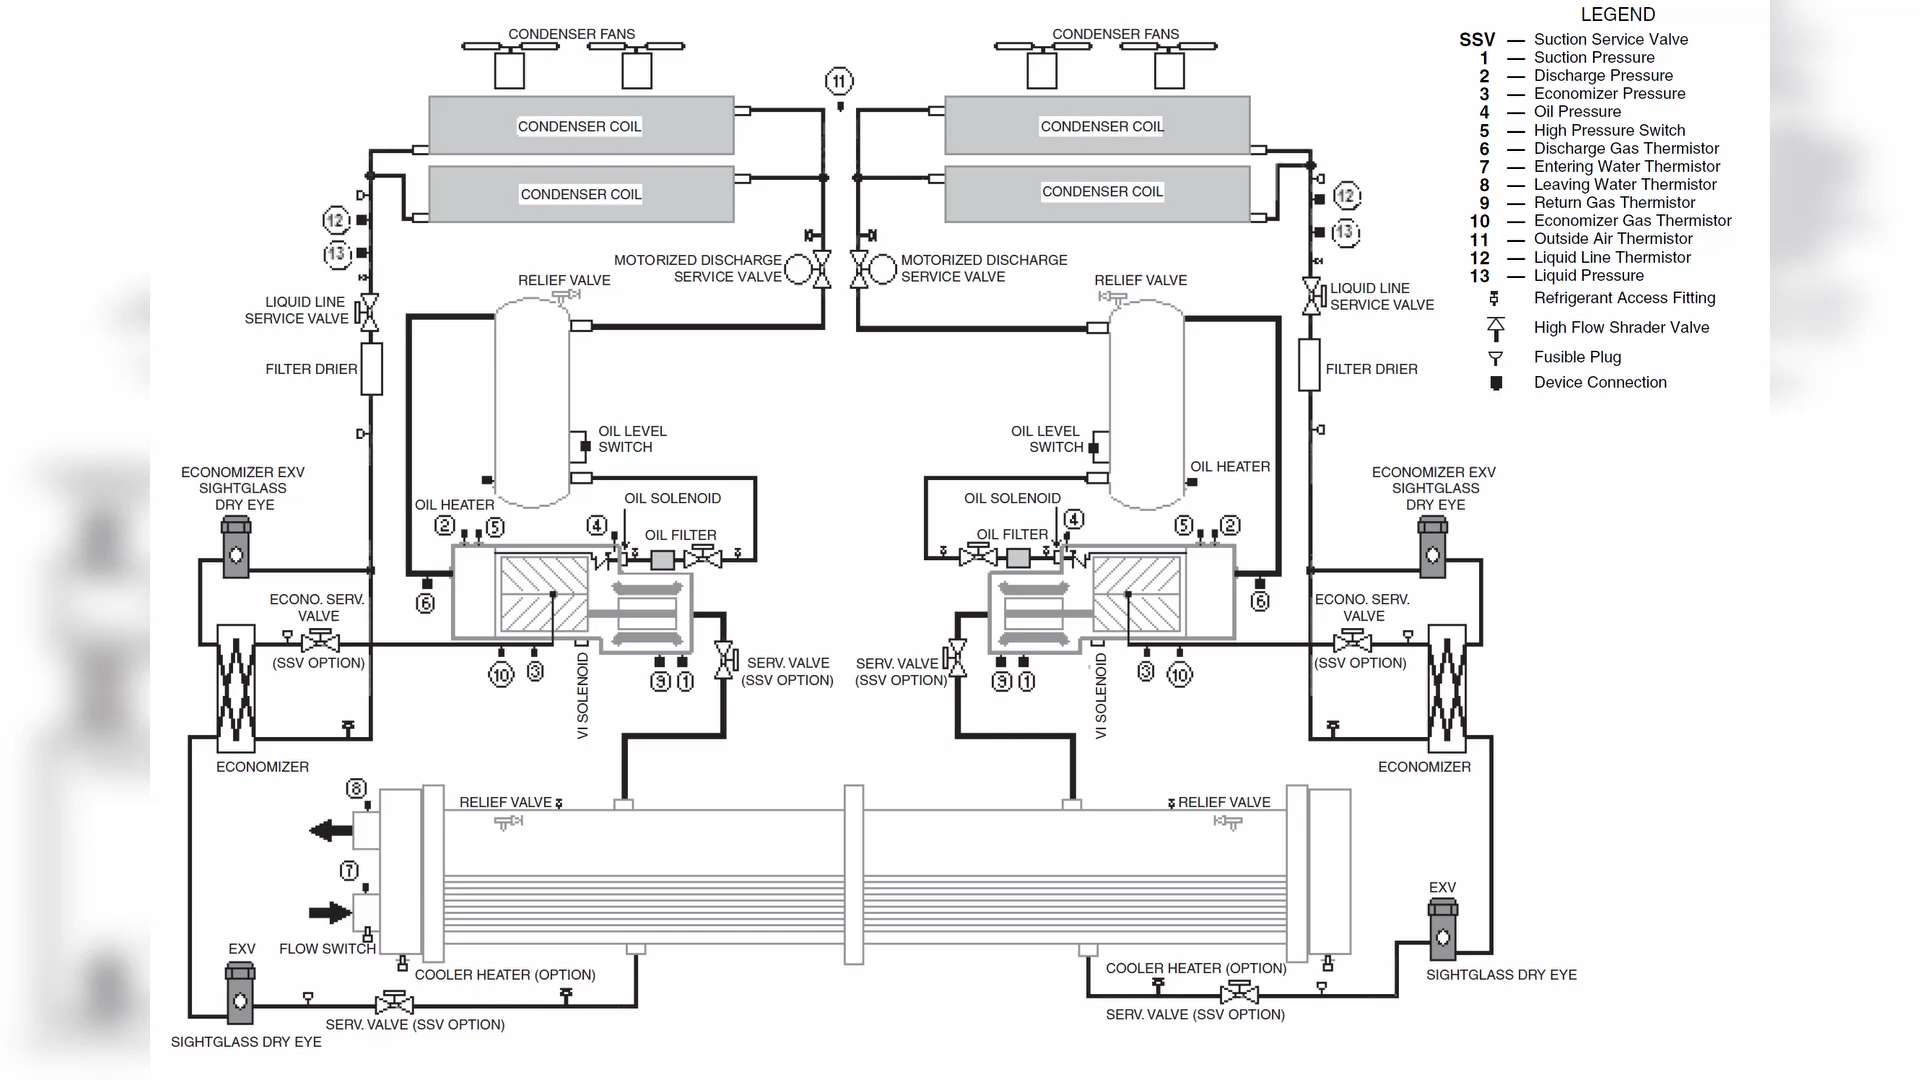 CONDENSER FANS
CONDENSER FANS
11
CONDENSER COIL
CONDENSER COIL
CONDENSER COIL
CONDENSER COIL
12
13
12
13
MOTORIZED DISCHARGE
SERVICE VALVE
MOTORIZED DISCHARGE
SERVICE VALVE
RELIEF VALVE
RELIEF VALVE
LIQUID LINE
SERVICE VALVE
LIQUID LINE
SERVICE VALVE
FILTER DRIER
FILTER DRIER
OIL LEVEL
SWITCH
OIL LEVEL
SWITCH
ECONOMIZER EXV
SIGHTGLASS
DRY EYE
OIL HEATER
OIL SOLENOID
OIL FILTER
2
5
4
OIL HEATER
OIL SOLENOID
OIL FILTER
4
5
2
ECONOMIZER EXV
SIGHTGLASS
DRY EYE
6
6
ECONO. SERV.
VALVE
(SSV OPTION)
ECONO. SERV.
VALVE
(SSV OPTION)
10
3
VI SOLENOID
9
1
SERV. VALVE
(SSV OPTION)
SERV. VALVE
(SSV OPTION)
9
1
VI SOLENOID
3
10
ECONOMIZER
ECONOMIZER
8
RELIEF VALVE
RELIEF VALVE
7
FLOW SWITCH
EXV
EXV
COOLER HEATER (OPTION)
COOLER HEATER (OPTION)
SERV. VALVE (SSV OPTION)
SERV. VALVE (SSV OPTION)
SIGHTGLASS DRY EYE
SIGHTGLASS DRY EYE
LEGEND
SSV — Suction Service Valve
1 — Suction Pressure
2 — Discharge Pressure
3 — Economizer Pressure
4 — Oil Pressure
5 — High Pressure Switch
6 — Discharge Gas Thermistor
7 — Entering Water Thermistor
8 — Leaving Water Thermistor
9 — Return Gas Thermistor
10 — Economizer Gas Thermistor
11 — Outside Air Thermistor
12 — Liquid Line Thermistor
13 — Liquid Pressure
Refrigerant Access Fitting
High Flow Shrader Valve
Fusible Plug
Device Connection